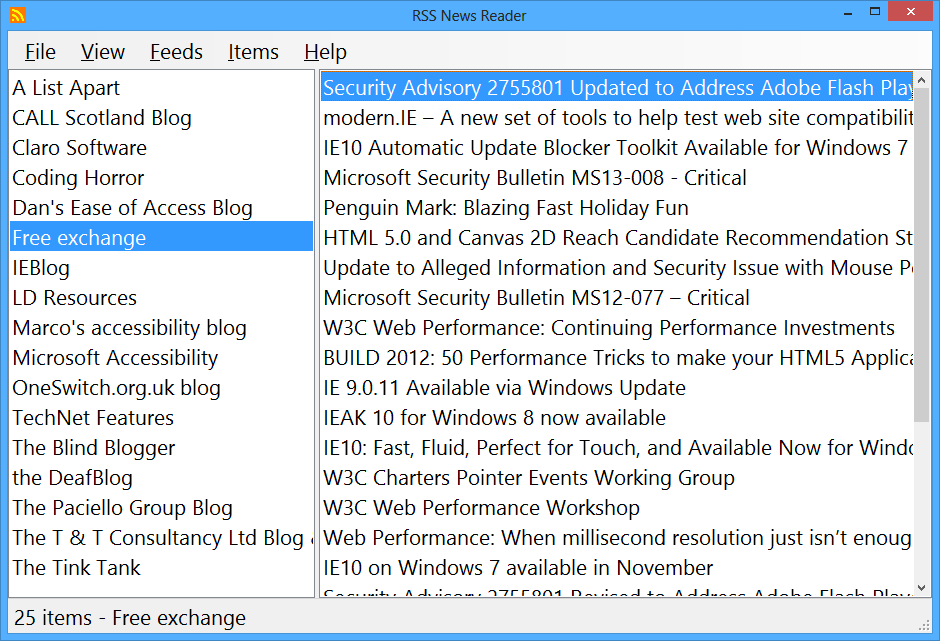 RSS News Reader
File View Feeds Items Help
A List Apart
CALL Scotland Blog
Claro Software
Coding Horror
Dan's Ease of Access Blog
Free exchange
IEBlog
LD Resources
Marco's accessibility blog
Microsoft Accessibility
OneSwitch.org.uk blog
TechNet Features
The Blind Blogger
the DeafBlog
The Paciello Group Blog
The T & T Consultancy Ltd Blog
The Tink Tank
Security Advisory 2755801 Updated to Address Adobe Flash Play
modern.IE – A new set of tools to help test web site compatibilit
IE10 Automatic Update Blocker Toolkit Available for Windows 7
Microsoft Security Bulletin MS13-008 - Critical
Penguin Mark: Blazing Fast Holiday Fun
HTML 5.0 and Canvas 2D Reach Candidate Recommendation St
Update to Alleged Information and Security Issue with Mouse P
Microsoft Security Bulletin MS12-077 – Critical
W3C Web Performance: Continuing Performance Investments
BUILD 2012: 50 Performance Tricks to make your HTML5 Applica
IE 9.0.11 Available via Windows Update
IEAK 10 for Windows 8 now available
IE10: Fast, Fluid, Perfect for Touch, and Available Now for Windo
W3C Charters Pointer Events Working Group
W3C Web Performance Workshop
Web Performance: When millisecond resolution just isn’t enoug
IE10 on Windows 7 available in November
Security Advisory 2755801 Revised to Address Adobe Flash Play
25 items - Free exchange